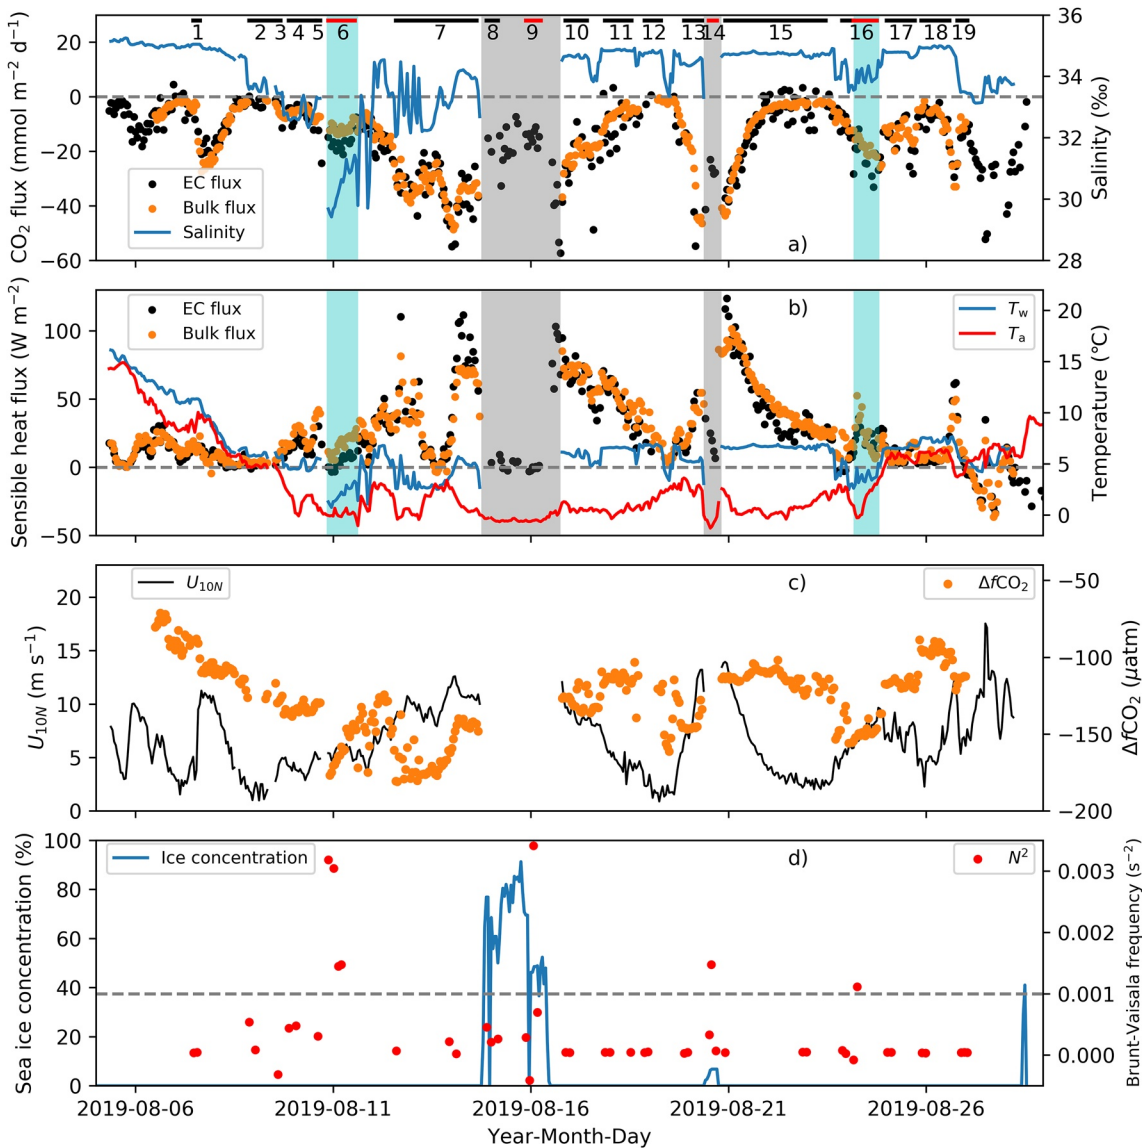 CO₂ flux (mmol m⁻² d⁻¹)
20
0
−20
−40
−60
1 2 3 4 5 6 7 8 9 10 11 12 13 14 15 16 17 18 19
EC flux
Bulk flux
Salinity
a)
36
34
32
30
28
Salinity (‰)
Sensible heat flux (W m⁻²)
100
50
0
−50
EC flux
Bulk flux
b)
T_w
T_a
20
15
10
5
0
Temperature (°C)
U_10N (m s⁻¹)
20
15
10
5
0
U_10N
c)
ΔfCO₂
−50
−100
−150
−200
ΔfCO₂ (μatm)
Sea ice concentration (%)
100
80
60
40
20
0
Ice concentration
d)
N²
0.003
0.002
0.001
0.000
Brunt-Vaisala frequency (s⁻²)
2019-08-06 2019-08-11 2019-08-16 2019-08-21 2019-08-26
Year-Month-Day